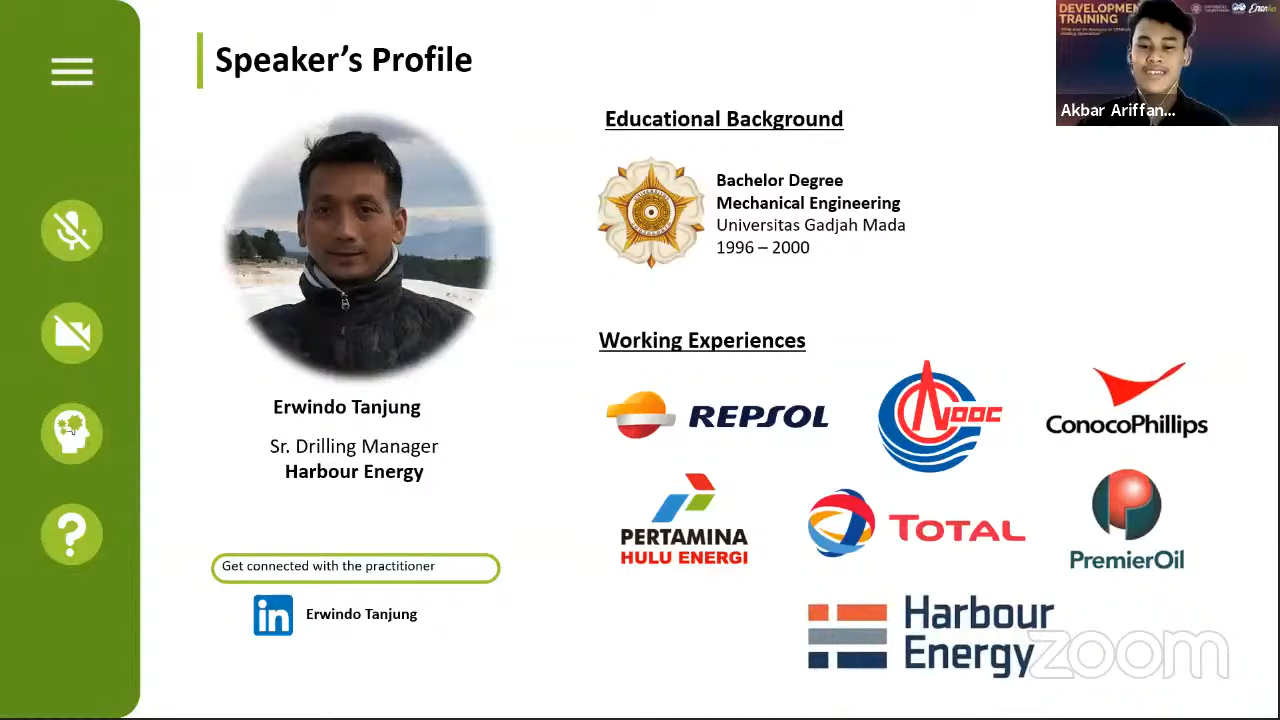 Speaker's Profile
DEVELOPMEN
TRAINING
Akbar Ariffan...
Educational Background
Bachelor Degree
Mechanical Engineering
Universitas Gadjah Mada
1996 – 2000
Erwindo Tanjung
Sr. Drilling Manager
Harbour Energy
Get connected with the practitioner
in
Erwindo Tanjung
Working Experiences
REPSOL
CNOOC
ConocoPhillips
PERTAMINA
HULU ENERGI
TOTAL
PremierOil
Harbour
Energy
zoom